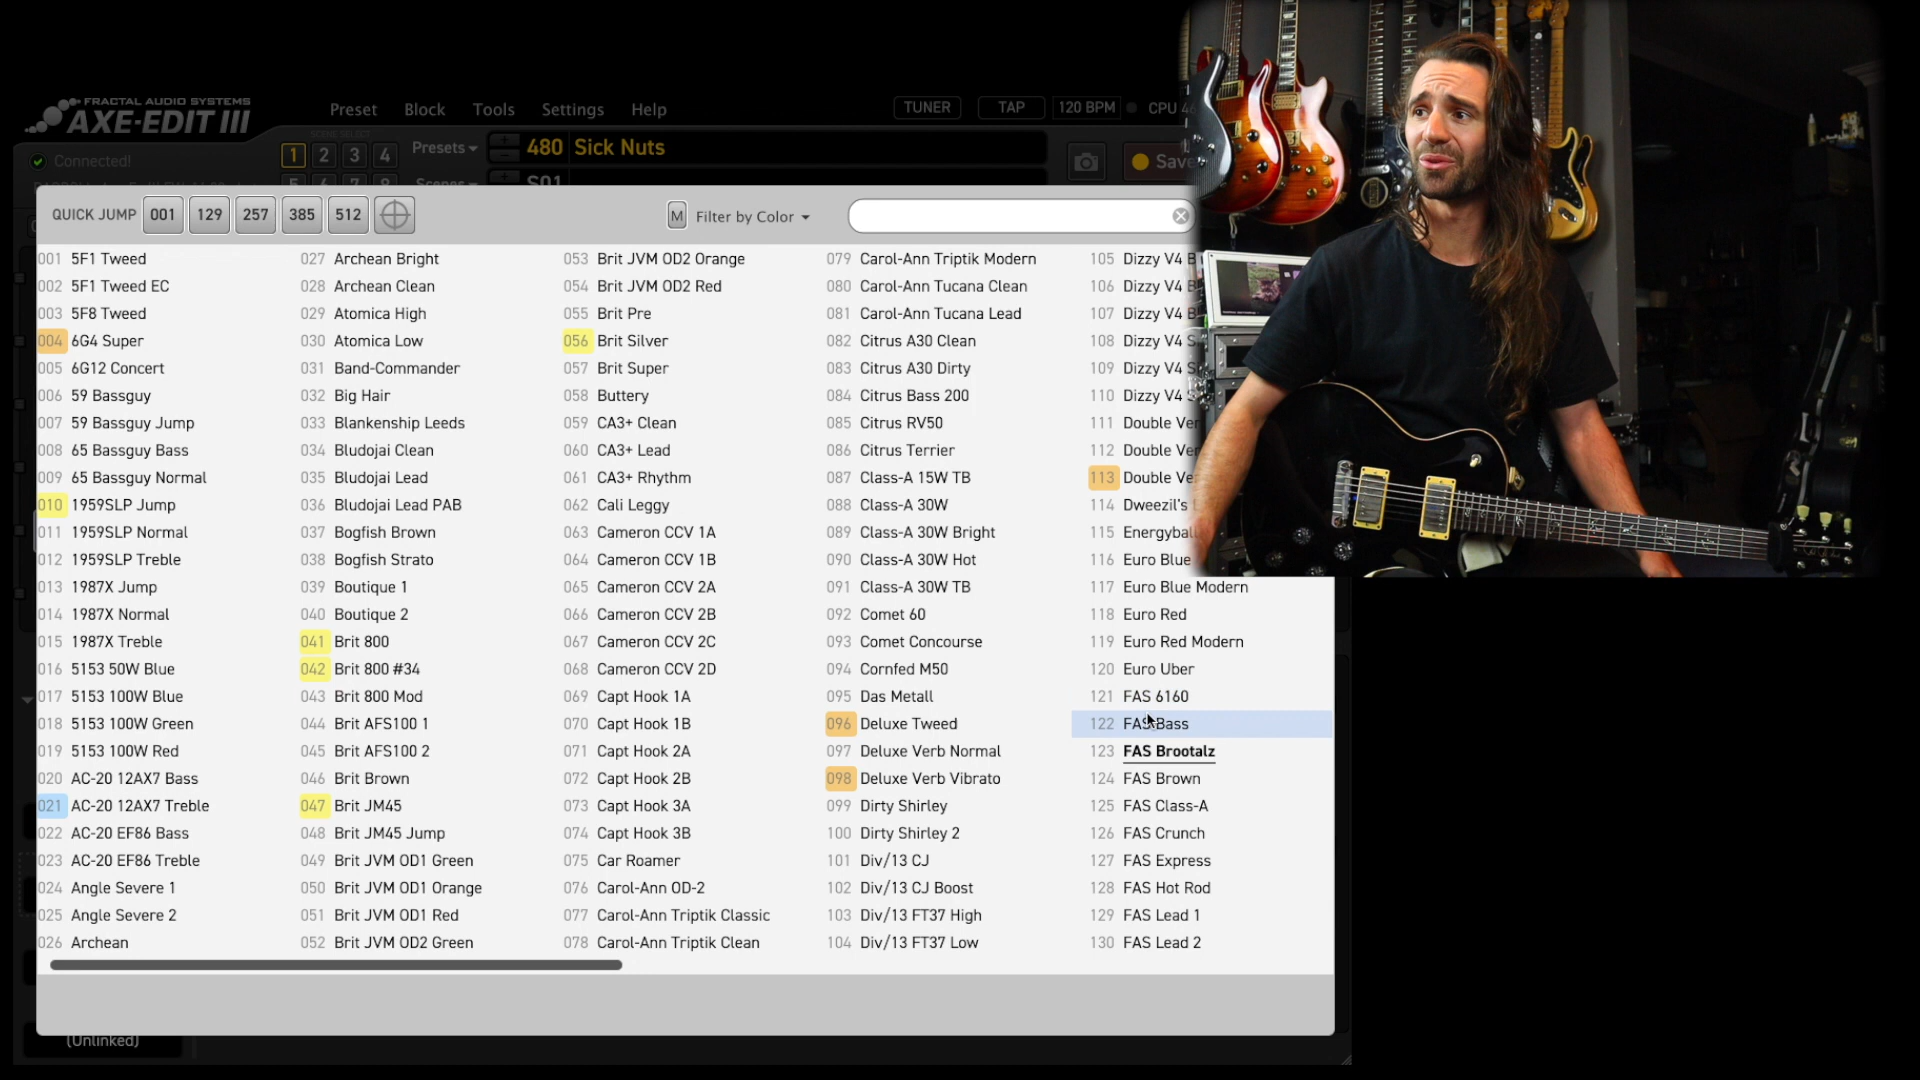 FRACTAL AUDIO SYSTEMS
AXE-EDIT III
Preset Block Tools Settings Help
TUNER TAP 120 BPM CPU
Connected!
SCENE SELECT
1 2 3 4
Presets
480 Sick Nuts
Save
5 6 7 8
Scenes
S01
QUICK JUMP 001 129 257 385 512
M Filter by Color
001 5F1 Tweed
002 5F1 Tweed EC
003 5F8 Tweed
004 6G4 Super
005 6G12 Concert
006 59 Bassguy
007 59 Bassguy Jump
008 65 Bassguy Bass
009 65 Bassguy Normal
010 1959SLP Jump
011 1959SLP Normal
012 1959SLP Treble
013 1987X Jump
014 1987X Normal
015 1987X Treble
016 5153 50W Blue
017 5153 100W Blue
018 5153 100W Green
019 5153 100W Red
020 AC-20 12AX7 Bass
021 AC-20 12AX7 Treble
022 AC-20 EF86 Bass
023 AC-20 EF86 Treble
024 Angle Severe 1
025 Angle Severe 2
026 Archean
027 Archean Bright
028 Archean Clean
029 Atomica High
030 Atomica Low
031 Band-Commander
032 Big Hair
033 Blankenship Leeds
034 Bludojai Clean
035 Bludojai Lead
036 Bludojai Lead PAB
037 Bogfish Brown
038 Bogfish Strato
039 Boutique 1
040 Boutique 2
041 Brit 800
042 Brit 800 #34
043 Brit 800 Mod
044 Brit AFS100 1
045 Brit AFS100 2
046 Brit Brown
047 Brit JM45
048 Brit JM45 Jump
049 Brit JVM OD1 Green
050 Brit JVM OD1 Orange
051 Brit JVM OD1 Red
052 Brit JVM OD2 Green
053 Brit JVM OD2 Orange
054 Brit JVM OD2 Red
055 Brit Pre
056 Brit Silver
057 Brit Super
058 Buttery
059 CA3+ Clean
060 CA3+ Lead
061 CA3+ Rhythm
062 Cali Leggy
063 Cameron CCV 1A
064 Cameron CCV 1B
065 Cameron CCV 2A
066 Cameron CCV 2B
067 Cameron CCV 2C
068 Cameron CCV 2D
069 Capt Hook 1A
070 Capt Hook 1B
071 Capt Hook 2A
072 Capt Hook 2B
073 Capt Hook 3A
074 Capt Hook 3B
075 Car Roamer
076 Carol-Ann OD-2
077 Carol-Ann Triptik Classic
078 Carol-Ann Triptik Clean
079 Carol-Ann Triptik Modern
080 Carol-Ann Tucana Clean
081 Carol-Ann Tucana Lead
082 Citrus A30 Clean
083 Citrus A30 Dirty
084 Citrus Bass 200
085 Citrus RV50
086 Citrus Terrier
087 Class-A 15W TB
088 Class-A 30W
089 Class-A 30W Bright
090 Class-A 30W Hot
091 Class-A 30W TB
092 Comet 60
093 Comet Concourse
094 Cornfed M50
095 Das Metall
096 Deluxe Tweed
097 Deluxe Verb Normal
098 Deluxe Verb Vibrato
099 Dirty Shirley
100 Dirty Shirley 2
101 Div/13 CJ
102 Div/13 CJ Boost
103 Div/13 FT37 High
104 Div/13 FT37 Low
105 Dizzy V4 B
106 Dizzy V4 B
107 Dizzy V4 B
108 Dizzy V4 S
109 Dizzy V4 S
110 Dizzy V4 S
111 Double Ver
112 Double Ve
113 Double Ve
114 Dweezil's
115 Energyball
116 Euro Blue
117 Euro Blue Modern
118 Euro Red
119 Euro Red Modern
120 Euro Uber
121 FAS 6160
122 FAS Bass
123 FAS Brootalz
124 FAS Brown
125 FAS Class-A
126 FAS Crunch
127 FAS Express
128 FAS Hot Rod
129 FAS Lead 1
130 FAS Lead 2
(Unlinked)